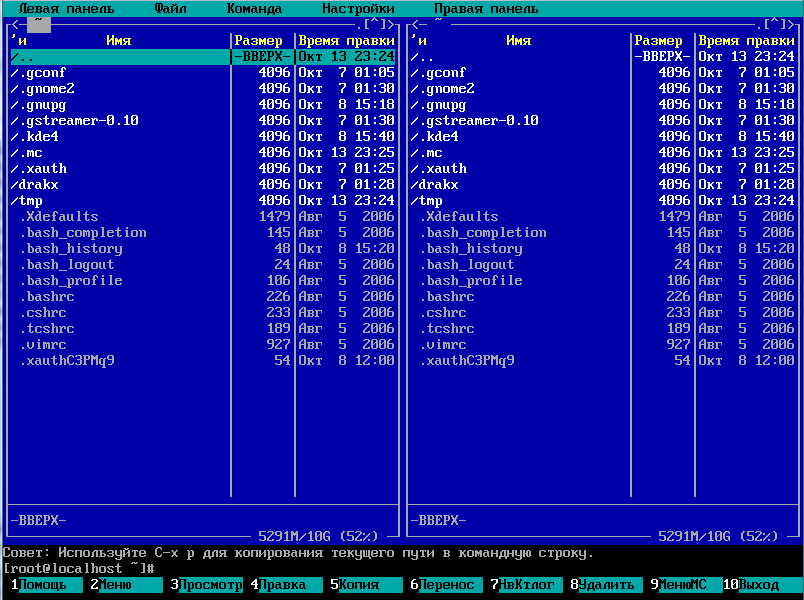 Левая панель Файл Команда Настройки Правая панель
<─ ~ ─.[^]> <─ ~ ─.[^]>
'и Имя Размер Время правки 'и Имя Размер Время правки
/.. -ВВЕРХ- Окт 13 23:24 /.. -ВВЕРХ- Окт 13 23:24
/.gconf 4096 Окт 7 01:05 /.gconf 4096 Окт 7 01:05
/.gnome2 4096 Окт 7 01:30 /.gnome2 4096 Окт 7 01:30
/.gnupg 4096 Окт 8 15:18 /.gnupg 4096 Окт 8 15:18
/.gstreamer-0.10 4096 Окт 7 01:30 /.gstreamer-0.10 4096 Окт 7 01:30
/.kde4 4096 Окт 8 15:40 /.kde4 4096 Окт 8 15:40
/.mc 4096 Окт 13 23:25 /.mc 4096 Окт 13 23:25
/.xauth 4096 Окт 7 01:25 /.xauth 4096 Окт 7 01:25
/drakx 4096 Окт 7 01:28 /drakx 4096 Окт 7 01:28
/tmp 4096 Окт 13 23:24 /tmp 4096 Окт 13 23:24
.Xdefaults 1479 Авг 5 2006 .Xdefaults 1479 Авг 5 2006
.bash_completion 145 Авг 5 2006 .bash_completion 145 Авг 5 2006
.bash_history 48 Окт 8 15:20 .bash_history 48 Окт 8 15:20
.bash_logout 24 Авг 5 2006 .bash_logout 24 Авг 5 2006
.bash_profile 106 Авг 5 2006 .bash_profile 106 Авг 5 2006
.bashrc 226 Авг 5 2006 .bashrc 226 Авг 5 2006
.cshrc 233 Авг 5 2006 .cshrc 233 Авг 5 2006
.tcshrc 189 Авг 5 2006 .tcshrc 189 Авг 5 2006
.vimrc 927 Авг 5 2006 .vimrc 927 Авг 5 2006
.xauthC3PMq9 54 Окт 8 12:00 .xauthC3PMq9 54 Окт 8 12:00
-ВВЕРХ- -ВВЕРХ-
5291M/10G (52%) 5291M/10G (52%)
Совет: Используйте C-x p для копирования текущего пути в командную строку.
[root@localhost ~]#
1Помощь 2Меню 3Просмотр 4Правка 5Копия 6Перенос 7НвКтлог 8Удалить 9МенюМС 10Выход